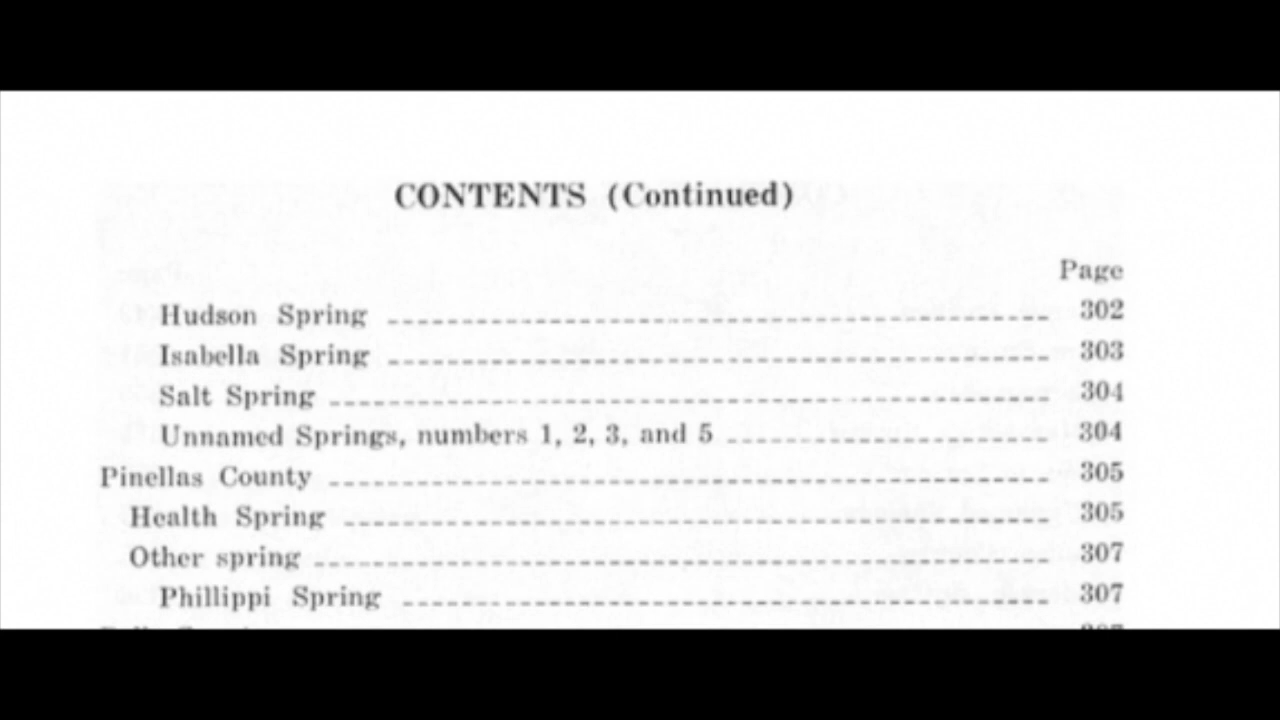 CONTENTS (Continued)
Page
Hudson Spring 302
Isabella Spring 303
Salt Spring 304
Unnamed Springs, numbers 1, 2, 3, and 5 304
Pinellas County 305
Health Spring 305
Other spring 307
Phillippi Spring 307